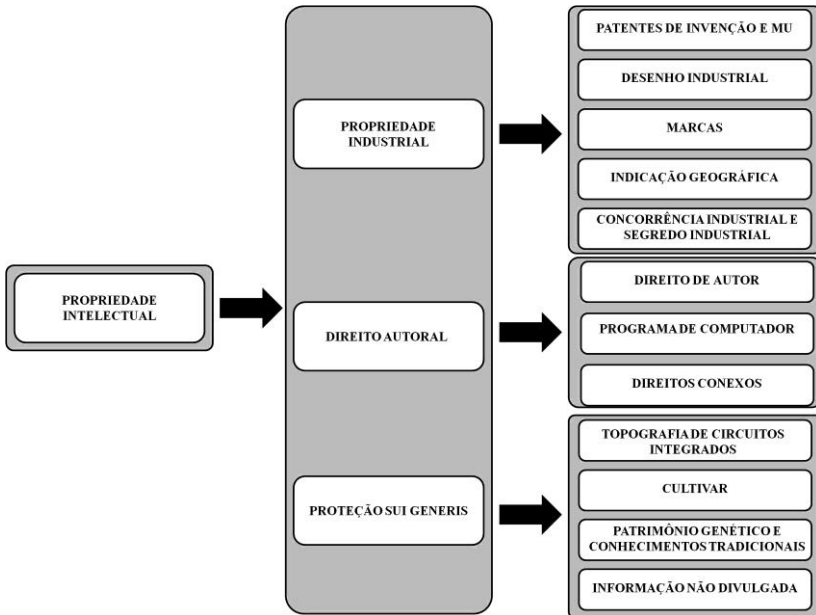 PROPRIEDADE
INTELECTUAL
PROPRIEDADE
INDUSTRIAL
DIREITO AUTORAL
PROTEÇÃO SUI GENERIS
PATENTES DE INVENÇÃO E MU
DESENHO INDUSTRIAL
MARCAS
INDICAÇÃO GEOGRÁFICA
CONCORRÊNCIA INDUSTRIAL E
SEGREDO INDUSTRIAL
DIREITO DE AUTOR
PROGRAMA DE COMPUTADOR
DIREITOS CONEXOS
TOPOGRAFIA DE CIRCUITOS
INTEGRADOS
CULTIVAR
PATRIMÔNIO GENÉTICO E
CONHECIMENTOS TRADICIONAIS
INFORMAÇÃO NÃO DIVULGADA